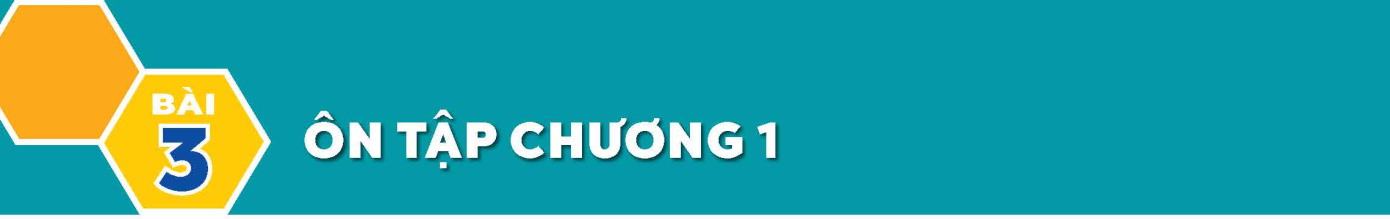 BÀI
3
ÔN TẬP CHƯƠNG 1